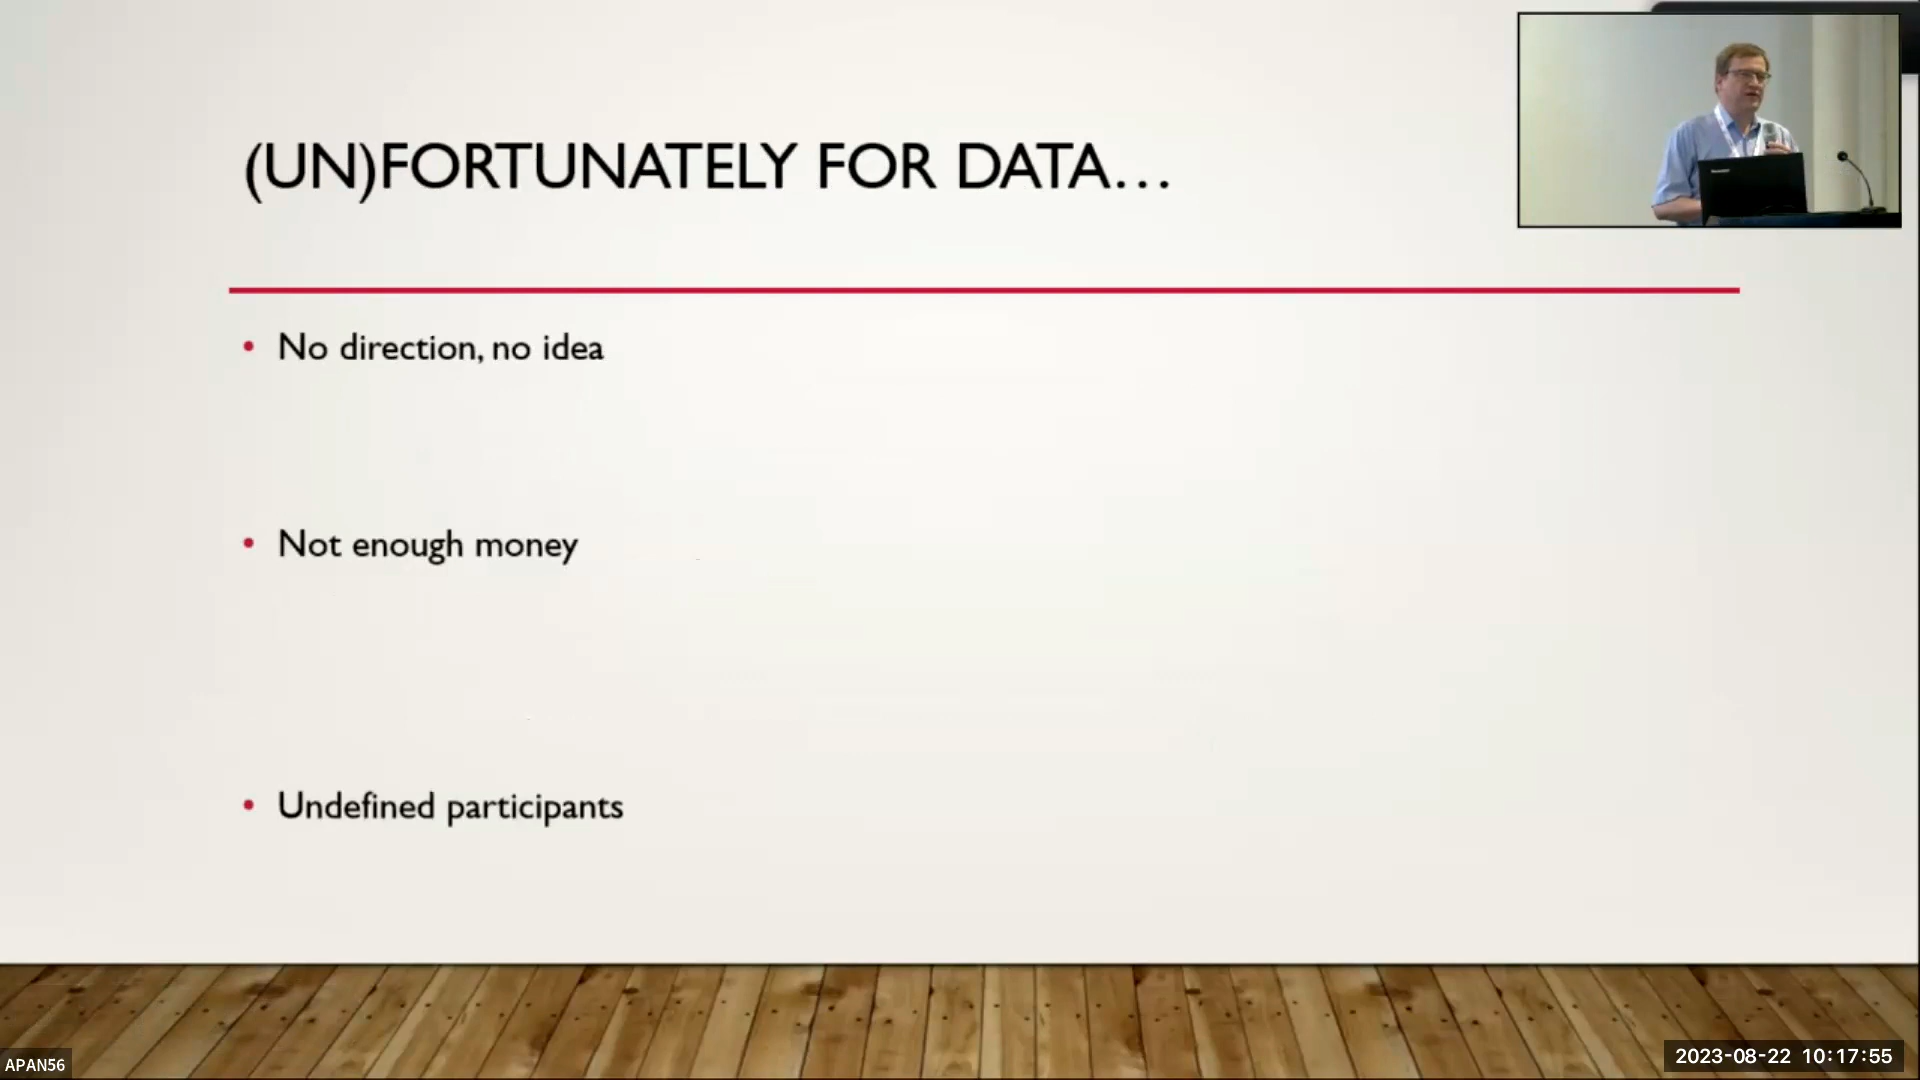 (UN)FORTUNATELY FOR DATA...
• No direction, no idea
• Not enough money
• Undefined participants
APAN56
2023-08-22 10:17:55